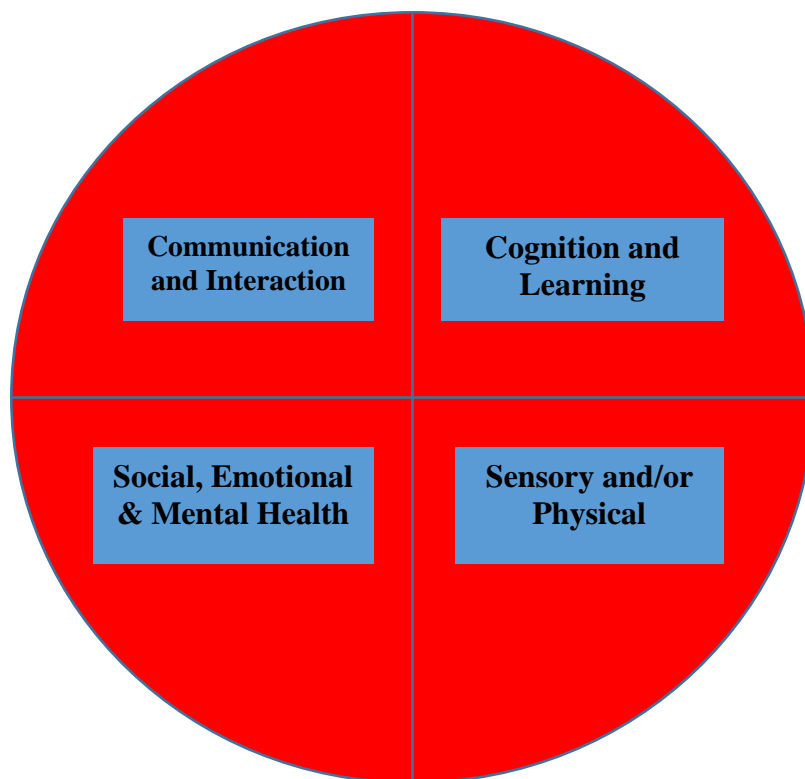 Communication
and Interaction
Cognition and
Learning
Social, Emotional
& Mental Health
Sensory and/or
Physical